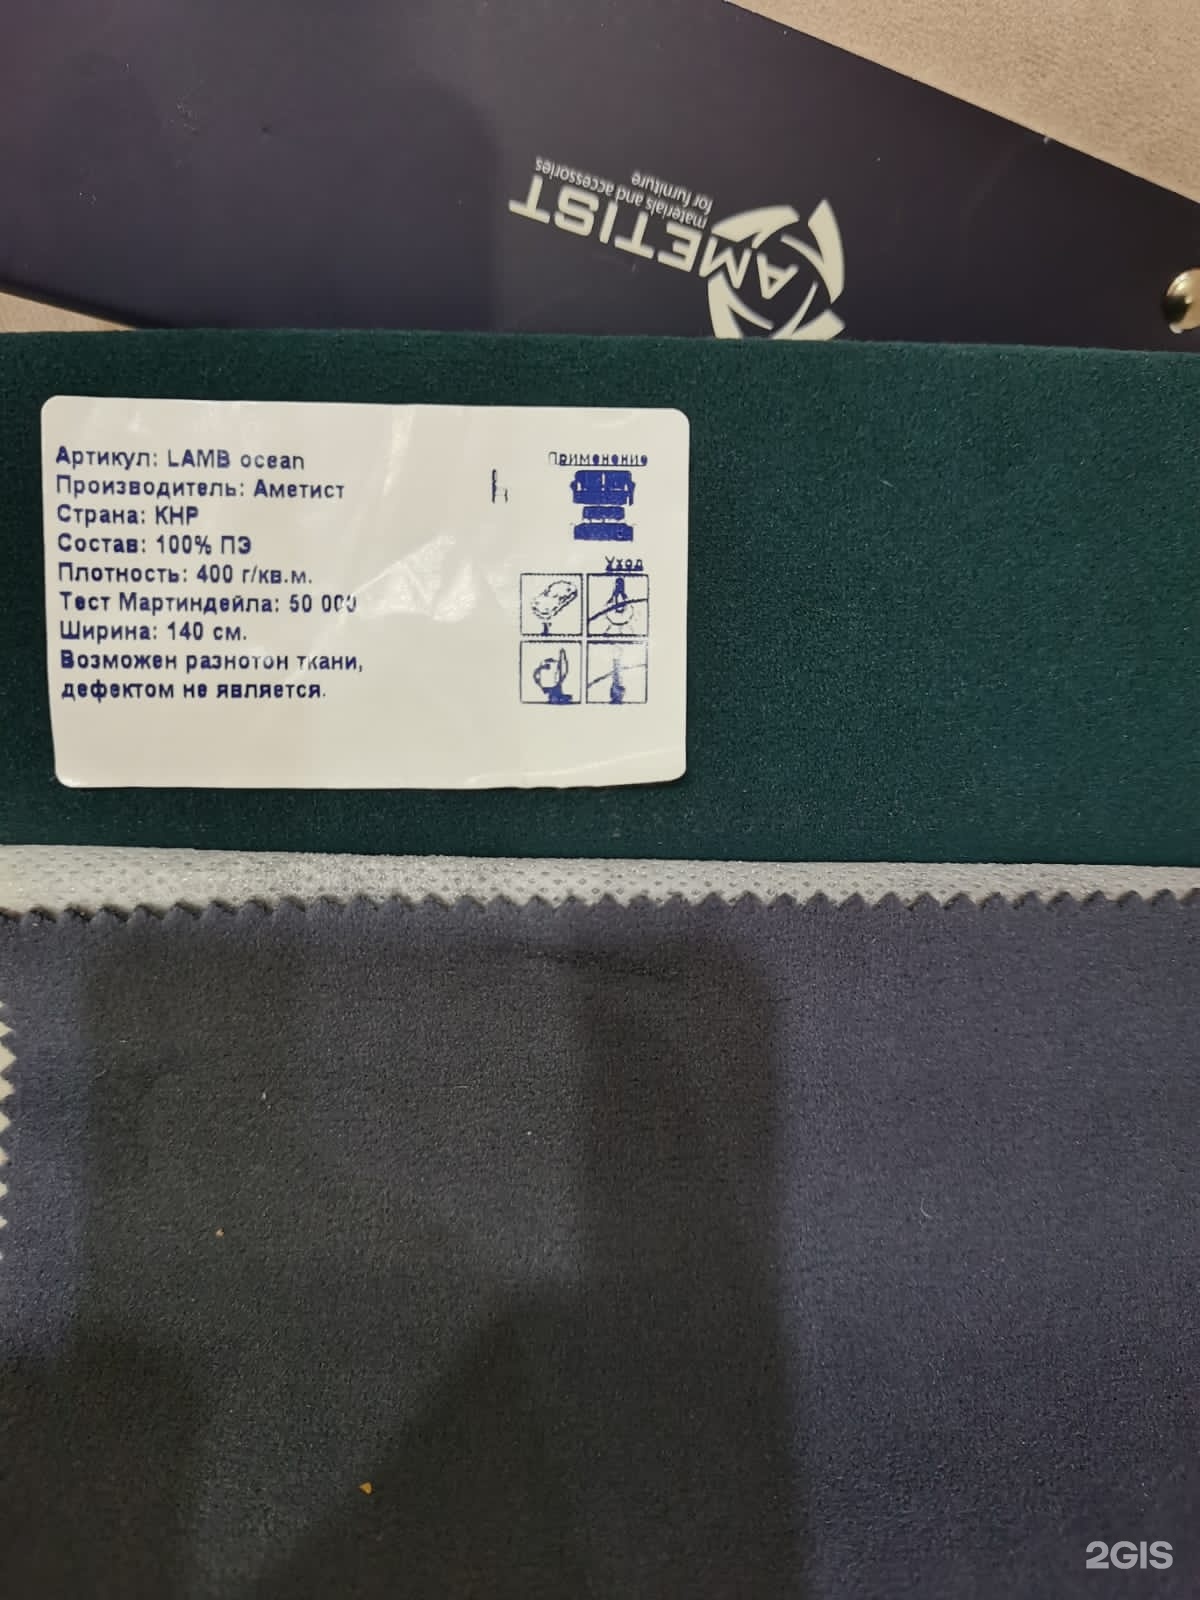 AMETIST
materials and accessories
for furniture
Артикул: LAMB ocean
Производитель: Аметист
Страна: КНР
Состав: 100% ПЭ
Плотность: 400 г/кв.м.
Тест Мартиндейла: 50 000
Ширина: 140 см.
Возможен разнотон ткани,
дефектом не является.
Применение
Уход
2GIS